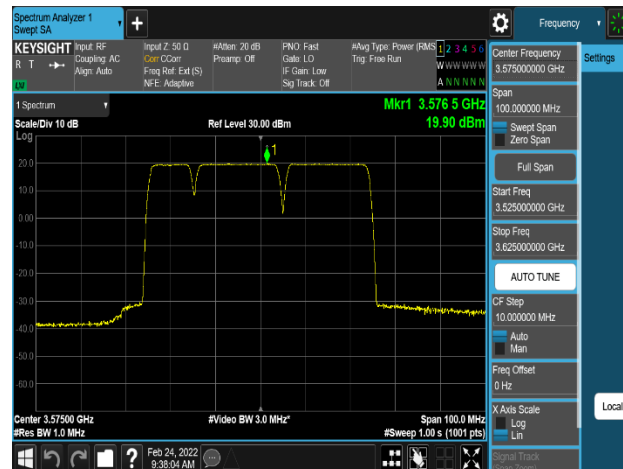 Spectrum Analyzer 1
Swept SA
Frequency
KEYSIGHT
R T
LXI
Input: RF
Coupling: AC
Align: Auto
Input Z: 50 Ω
Corr CCorr
Freq Ref: Ext (S)
NFE: Adaptive
#Atten: 20 dB
Preamp: Off
PNO: Fast
Gate: LO
IF Gain: Low
Sig Track: Off
#Avg Type: Power (RMS
Trig: Free Run
1 2 3 4 5 6
W W W W W W
A N N N N N
Center Frequency
3.575000000 GHz
Settings
1 Spectrum
Scale/Div 10 dB
Log
Ref Level 30.00 dBm
Mkr1 3.576 5 GHz
19.90 dBm
1
20.0
10.0
0.00
-10.0
-20.0
-30.0
-40.0
-50.0
-60.0
Center 3.57500 GHz
#Res BW 1.0 MHz
#Video BW 3.0 MHz*
Span 100.0 MHz
#Sweep 1.00 s (1001 pts)
Span
100.000000 MHz
Swept Span
Zero Span
Full Span
Start Freq
3.525000000 GHz
Stop Freq
3.625000000 GHz
AUTO TUNE
CF Step
10.000000 MHz
Auto
Man
Freq Offset
0 Hz
X Axis Scale
Log
Lin
Local
Signal Track
(Span Zoom)
?
Feb 24, 2022
9:38:04 AM